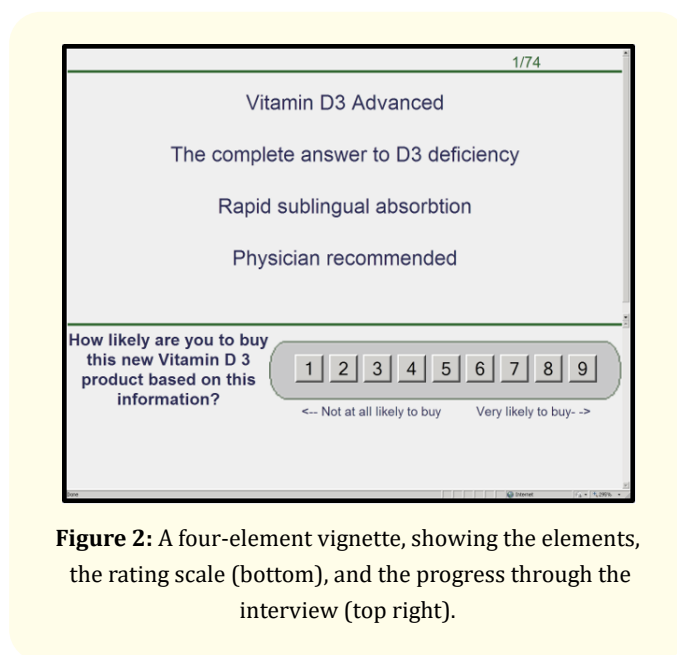 1/74
Vitamin D3 Advanced
The complete answer to D3 deficiency
Rapid sublingual absorbtion
Physician recommended
How likely are you to buy
this new Vitamin D 3
product based on this
information?
1 2 3 4 5 6 7 8 9
<-- Not at all likely to buy Very likely to buy- ->
Internet
Figure 2: A four-element vignette, showing the elements,
the rating scale (bottom), and the progress through the
interview (top right).